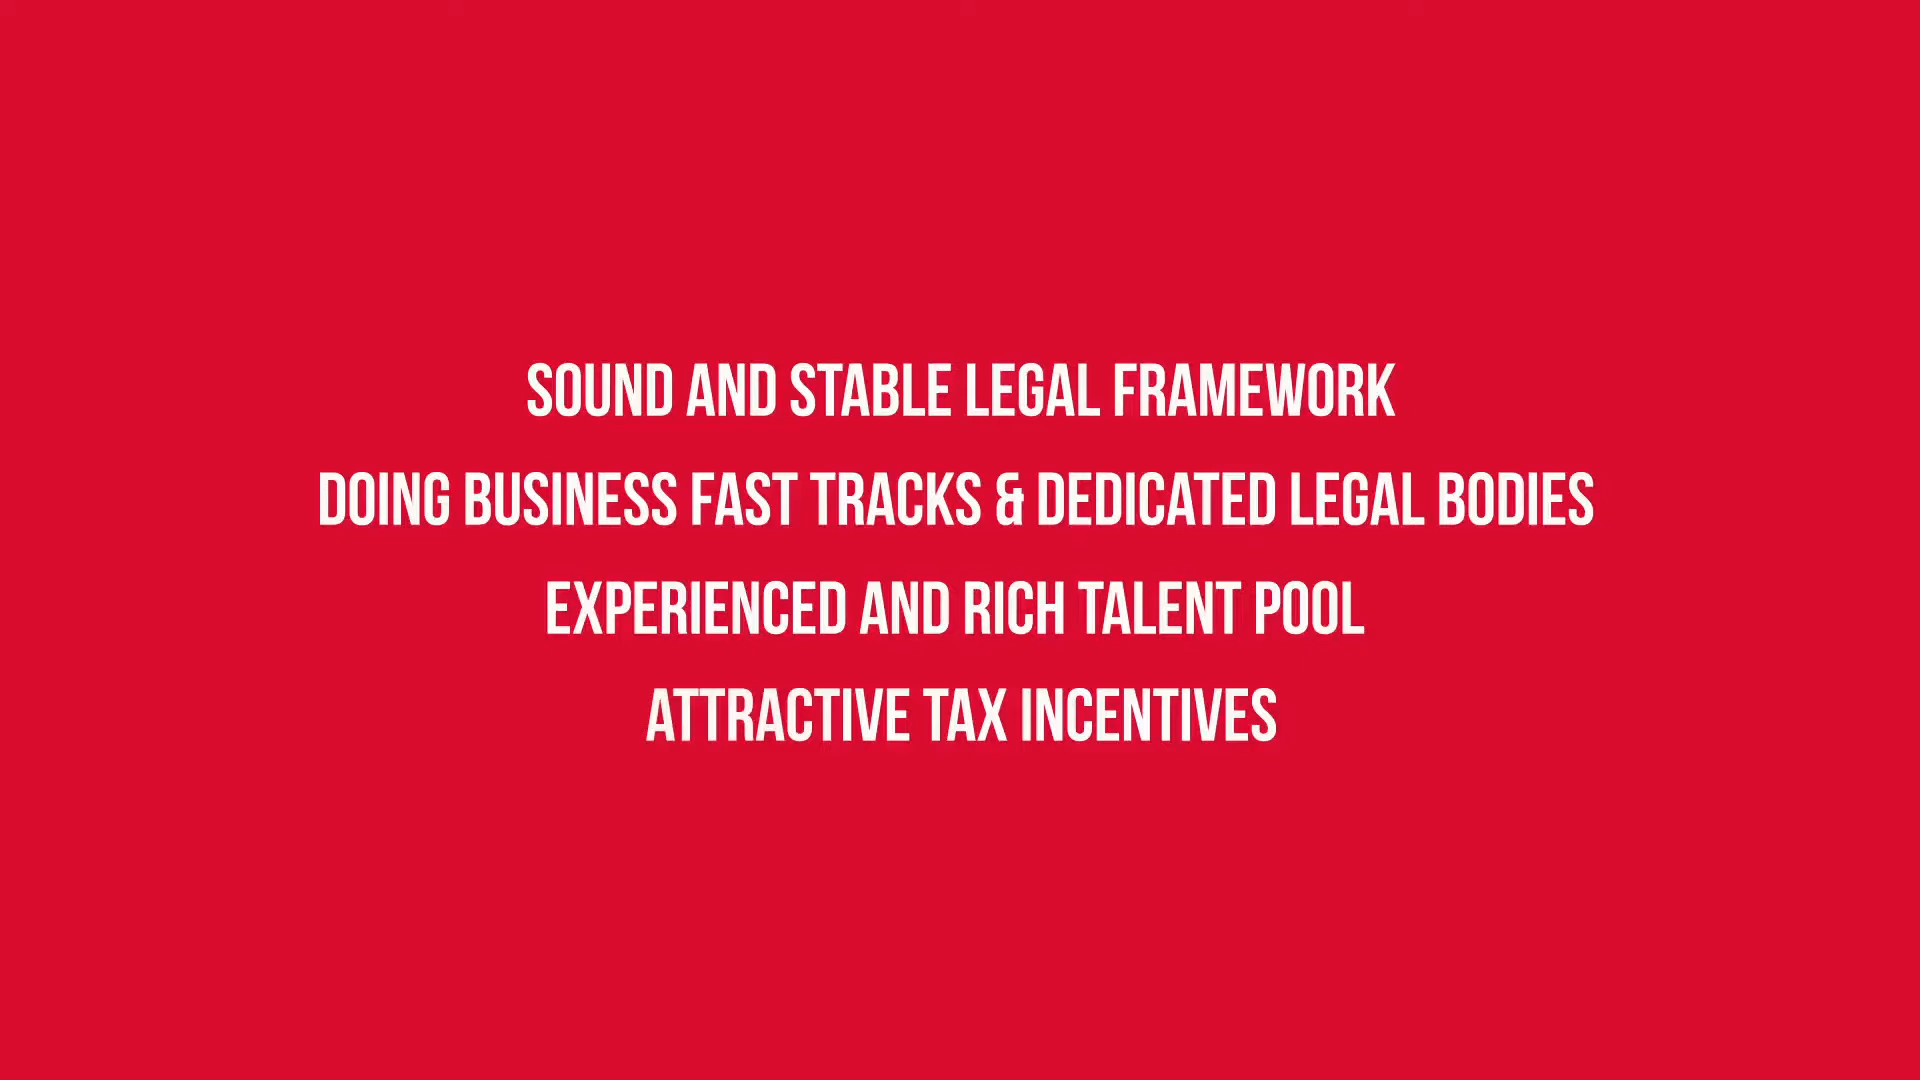 SOUND AND STABLE LEGAL FRAMEWORK
DOING BUSINESS FAST TRACKS & DEDICATED LEGAL BODIES
EXPERIENCED AND RICH TALENT POOL
ATTRACTIVE TAX INCENTIVES